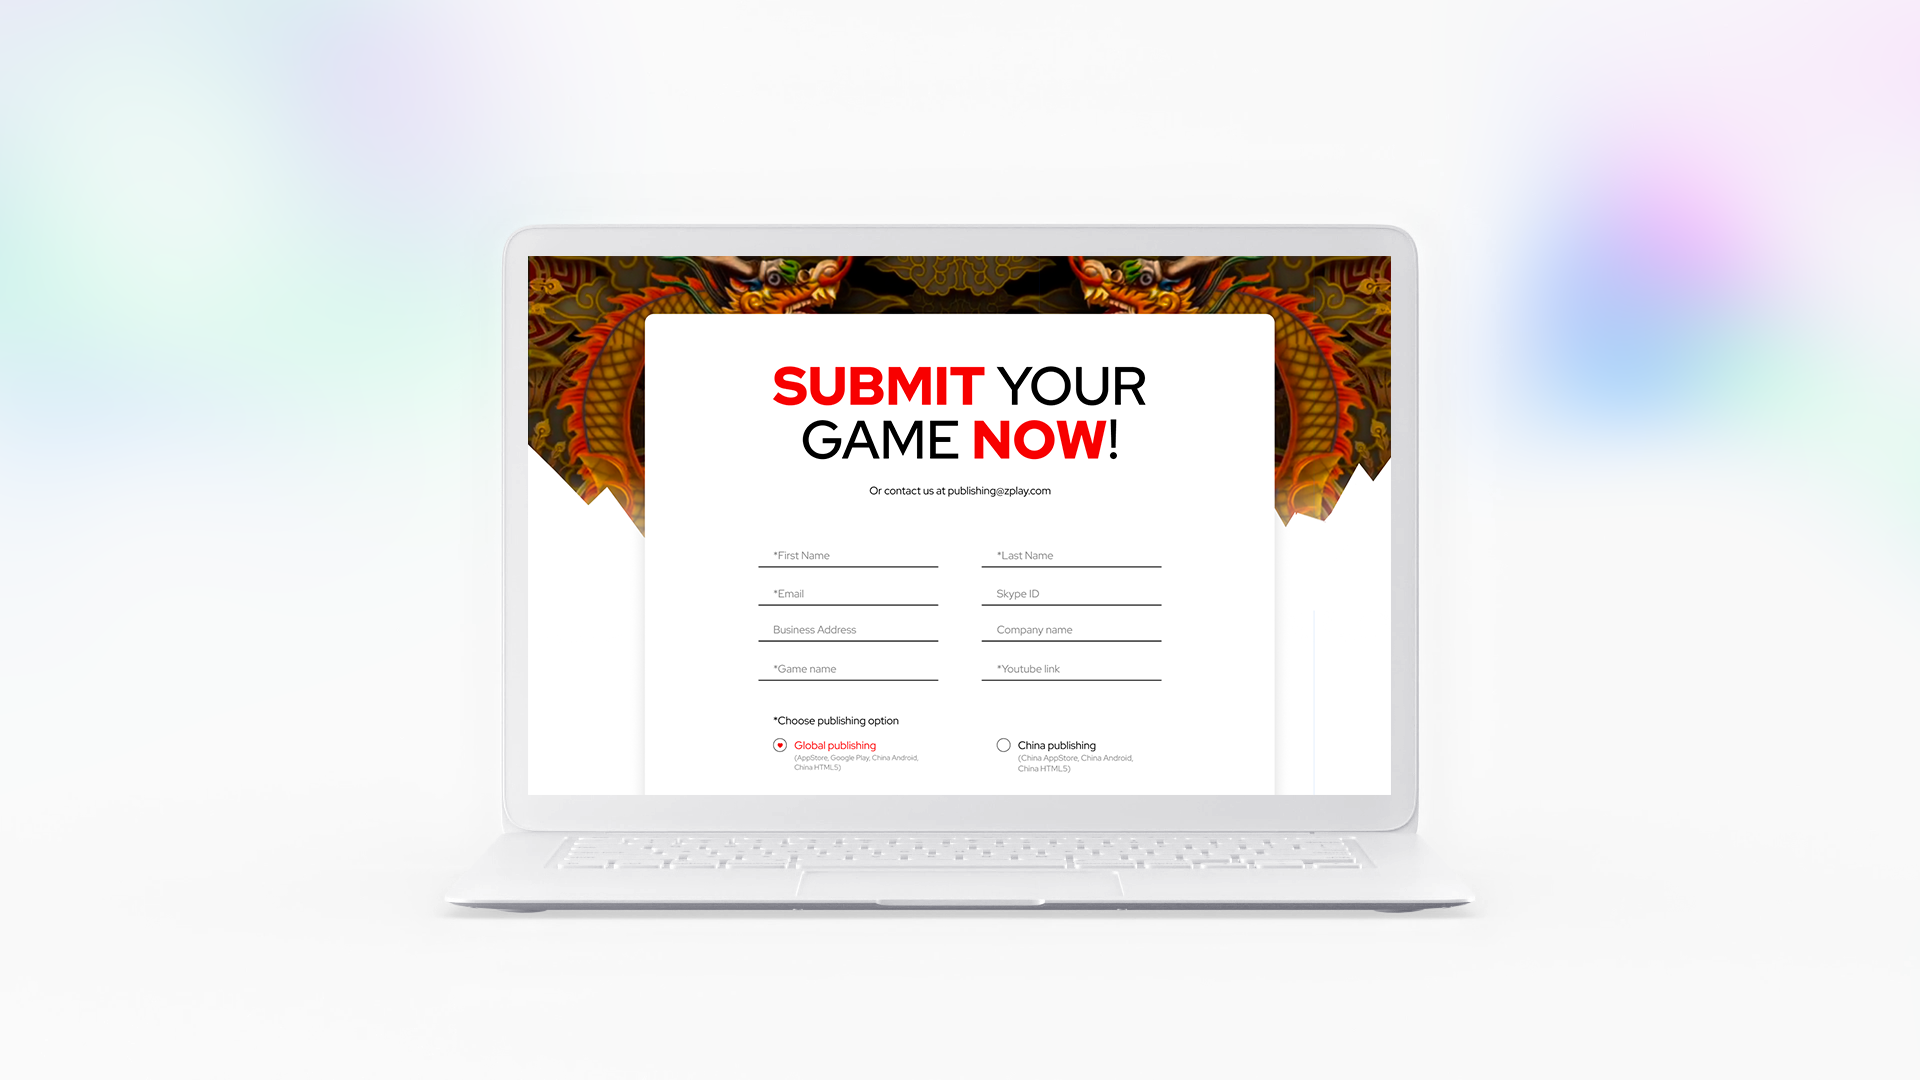 SUBMIT YOUR
GAME NOW!
Or contact us at publishing@zplay.com
*First Name
*Last Name
*Email
Skype ID
Business Address
Company name
*Game name
*Youtube link
*Choose publishing option
Global publishing
(AppStore, Google Play, China Android,
China HTML5)
China publishing
(China AppStore, China Android,
China HTML5)